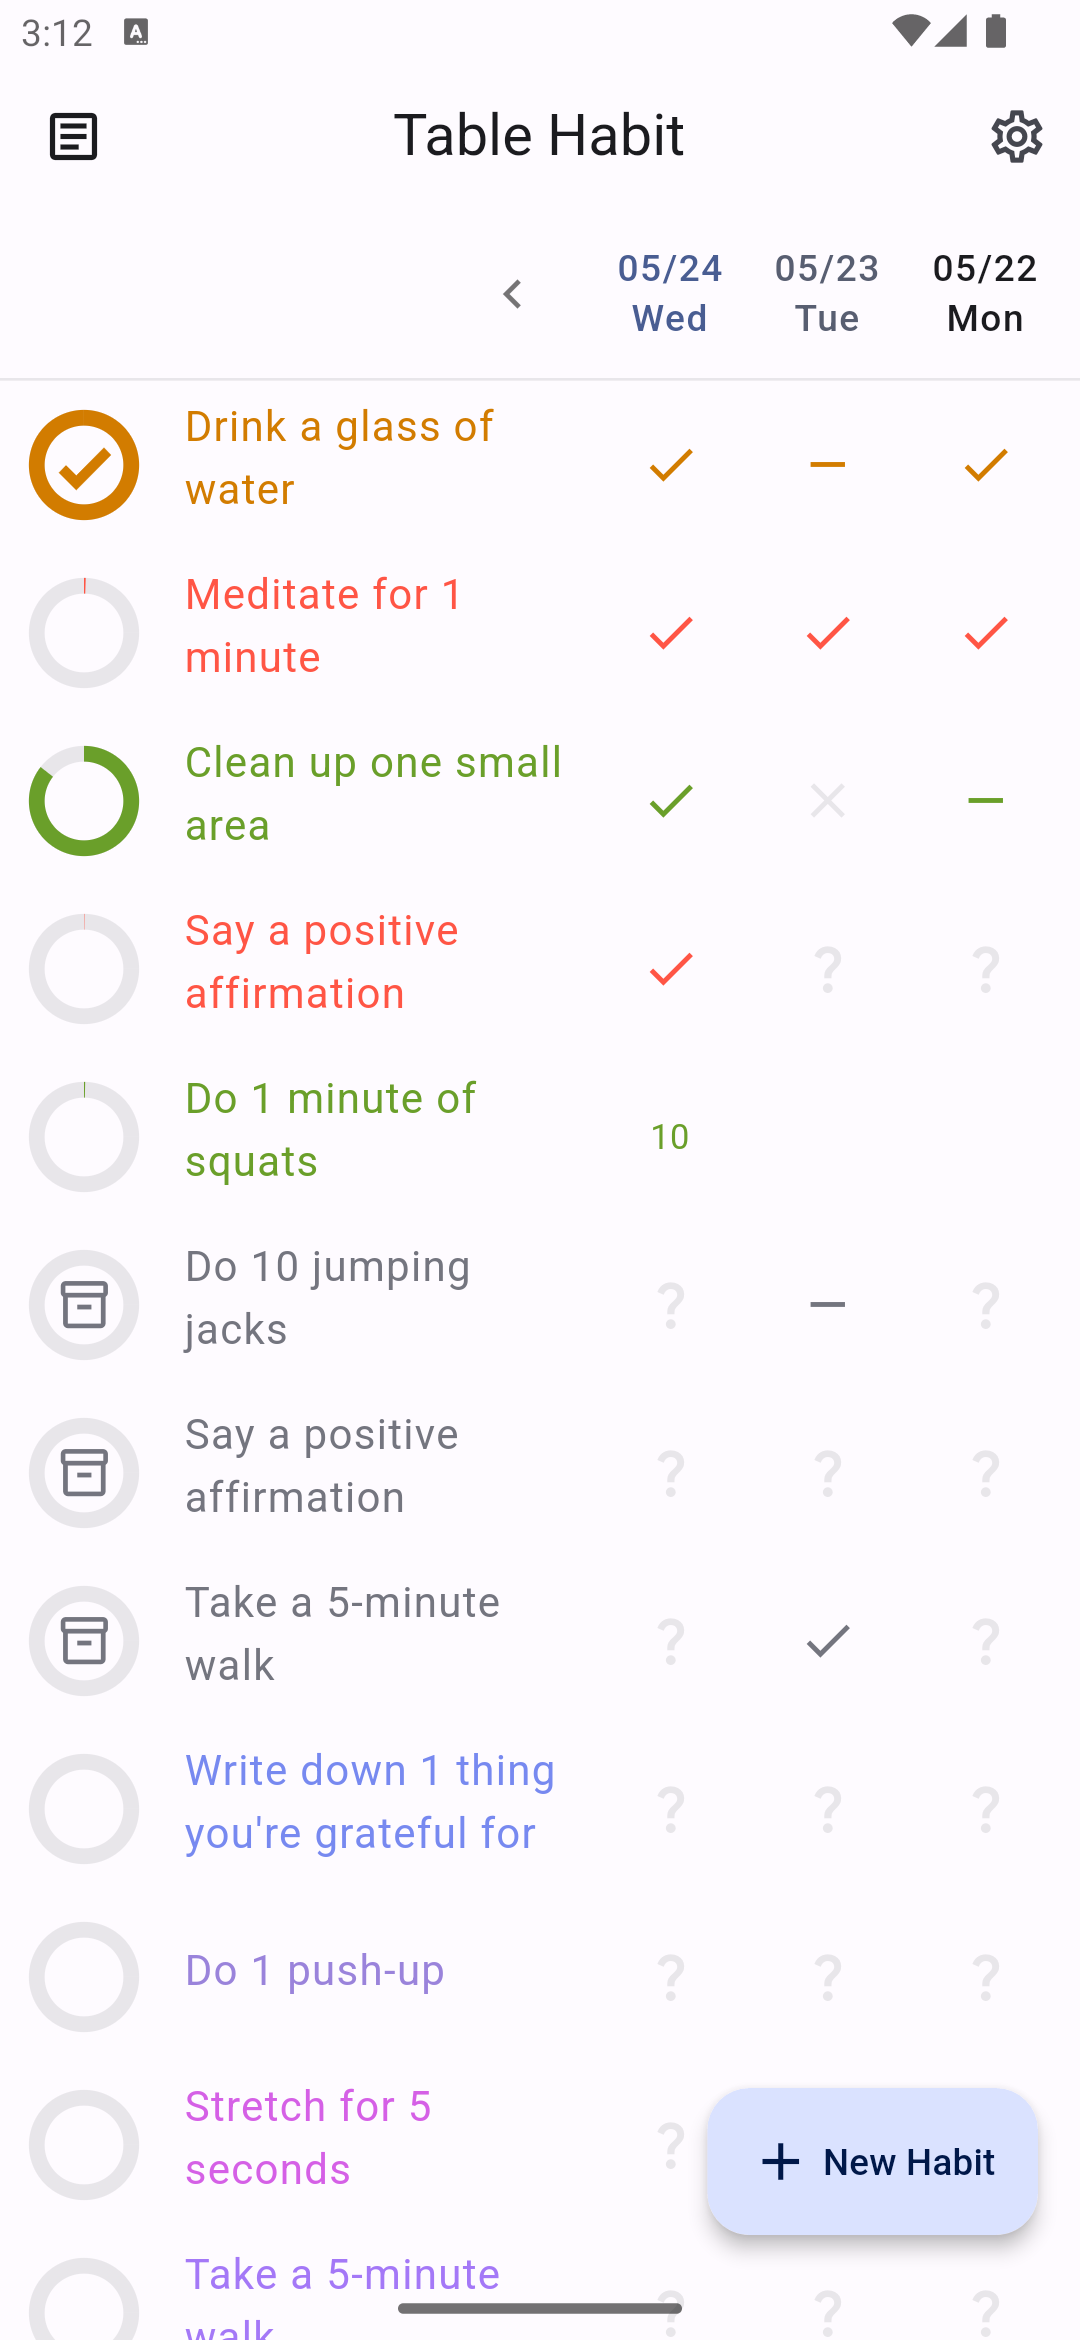 3:12
Table Habit
05/24 05/23 05/22
Wed Tue Mon
Drink a glass of
water
Meditate for 1
minute
Clean up one small
area
Say a positive
affirmation
? ?
Do 1 minute of
squats
10
Do 10 jumping
jacks
? ?
Say a positive
affirmation
? ? ?
Take a 5-minute
walk
? ?
Write down 1 thing
you're grateful for
? ? ?
Do 1 push-up
? ? ?
Stretch for 5
seconds
?
New Habit
Take a 5-minute
walk
? ? ?